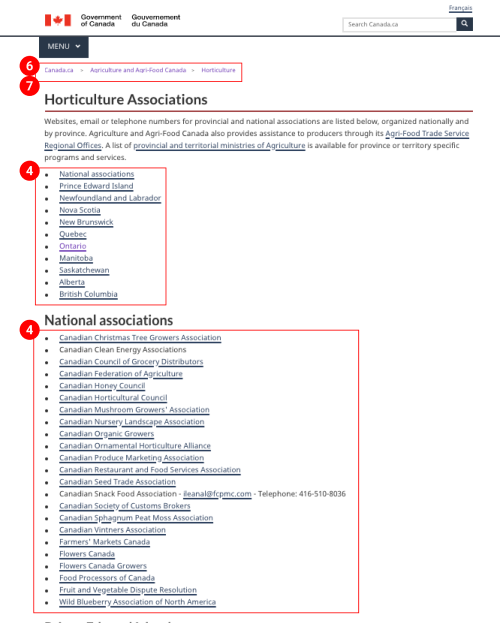 Français
Government
of Canada
Gouvernement
du Canada
Search Canada.ca
MENU
6
Canada.ca > Agriculture and Agri-Food Canada > Horticulture
7
Horticulture Associations
Websites, email or telephone numbers for provincial and national associations are listed below, organized nationally and
by province. Agriculture and Agri-Food Canada also provides assistance to producers through its Agri-Food Trade Service
Regional Offices. A list of provincial and territorial ministries of Agriculture is available for province or territory specific
programs and services.
4
National associations
Prince Edward Island
Newfoundland and Labrador
Nova Scotia
New Brunswick
Quebec
Ontario
Manitoba
Saskatchewan
Alberta
British Columbia
National associations
4
Canadian Christmas Tree Growers Association
Canadian Clean Energy Associations
Canadian Council of Grocery Distributors
Canadian Federation of Agriculture
Canadian Honey Council
Canadian Horticultural Council
Canadian Mushroom Growers' Association
Canadian Nursery Landscape Association
Canadian Organic Growers
Canadian Ornamental Horticulture Alliance
Canadian Produce Marketing Association
Canadian Restaurant and Food Services Association
Canadian Seed Trade Association
Canadian Snack Food Association - ileanal@fcpmc.com - Telephone: 416-510-8036
Canadian Society of Customs Brokers
Canadian Sphagnum Peat Moss Association
Canadian Vintners Association
Farmers' Markets Canada
Flowers Canada
Flowers Canada Growers
Food Processors of Canada
Fruit and Vegetable Dispute Resolution
Wild Blueberry Association of North America